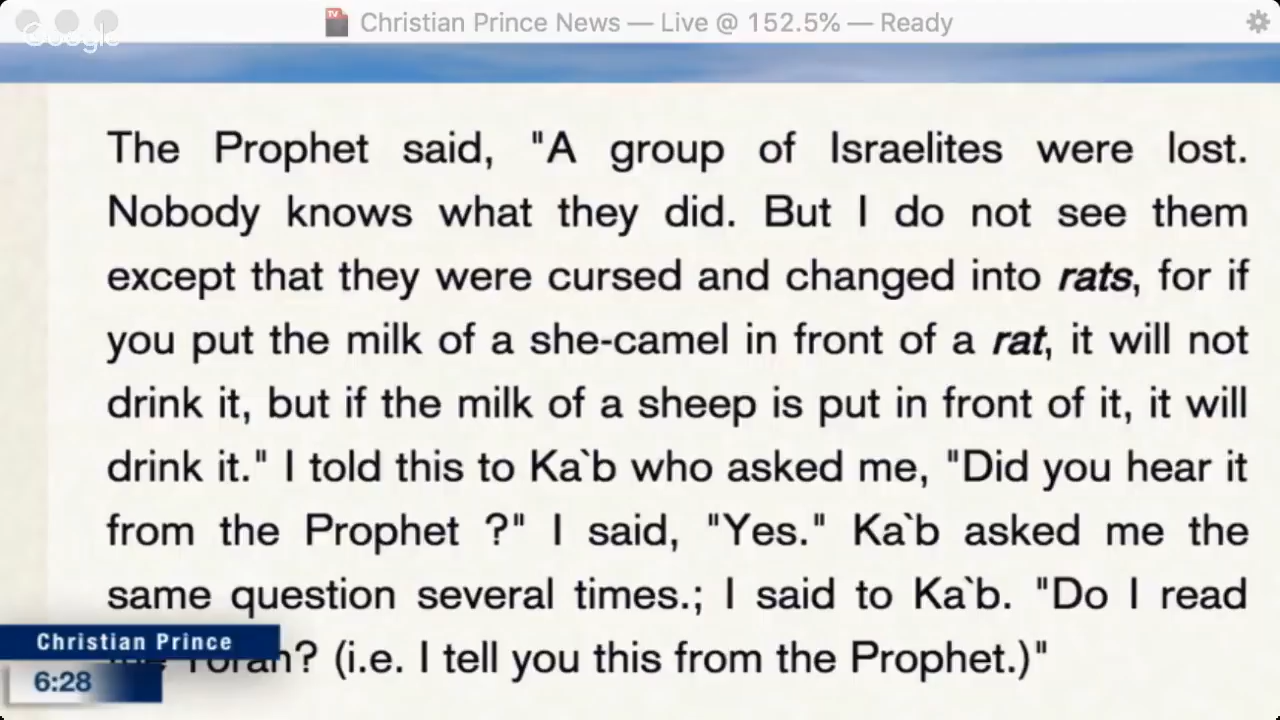 Christian Prince News — Live @ 152.5% — Ready
Google
The Prophet said, "A group of Israelites were lost.
Nobody knows what they did. But I do not see them
except that they were cursed and changed into rats, for if
you put the milk of a she-camel in front of a rat, it will not
drink it, but if the milk of a sheep is put in front of it, it will
drink it." I told this to Ka`b who asked me, "Did you hear it
from the Prophet ?" I said, "Yes." Ka`b asked me the
same question several times.; I said to Ka`b. "Do I read
the Torah? (i.e. I tell you this from the Prophet.)"
Christian Prince
6:28